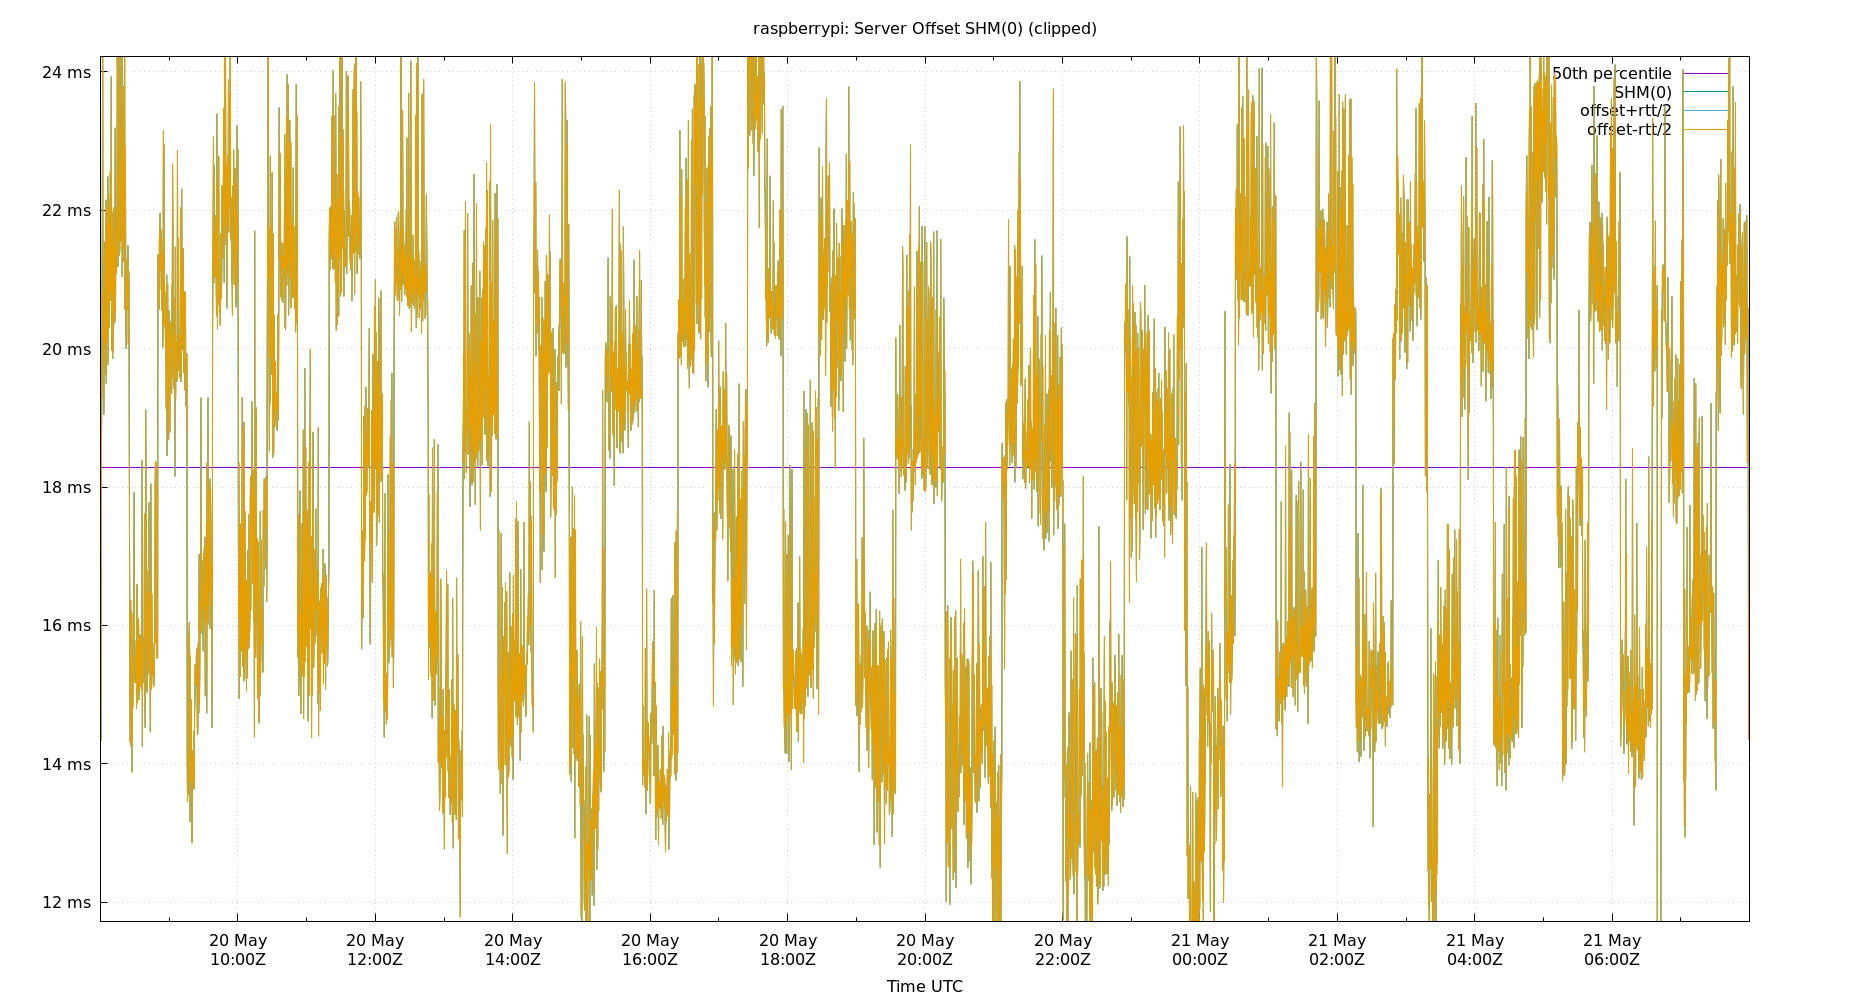 raspberrypi: Server Offset SHM(0) (clipped)
24 ms
22 ms
20 ms
18 ms
16 ms
14 ms
12 ms
50th percentile
SHM(0)
offset+rtt/2
offset-rtt/2
20 May 20 May 20 May 20 May 20 May 20 May 20 May 21 May 21 May 21 May 21 May
10:00Z 12:00Z 14:00Z 16:00Z 18:00Z 20:00Z 22:00Z 00:00Z 02:00Z 04:00Z 06:00Z
Time UTC